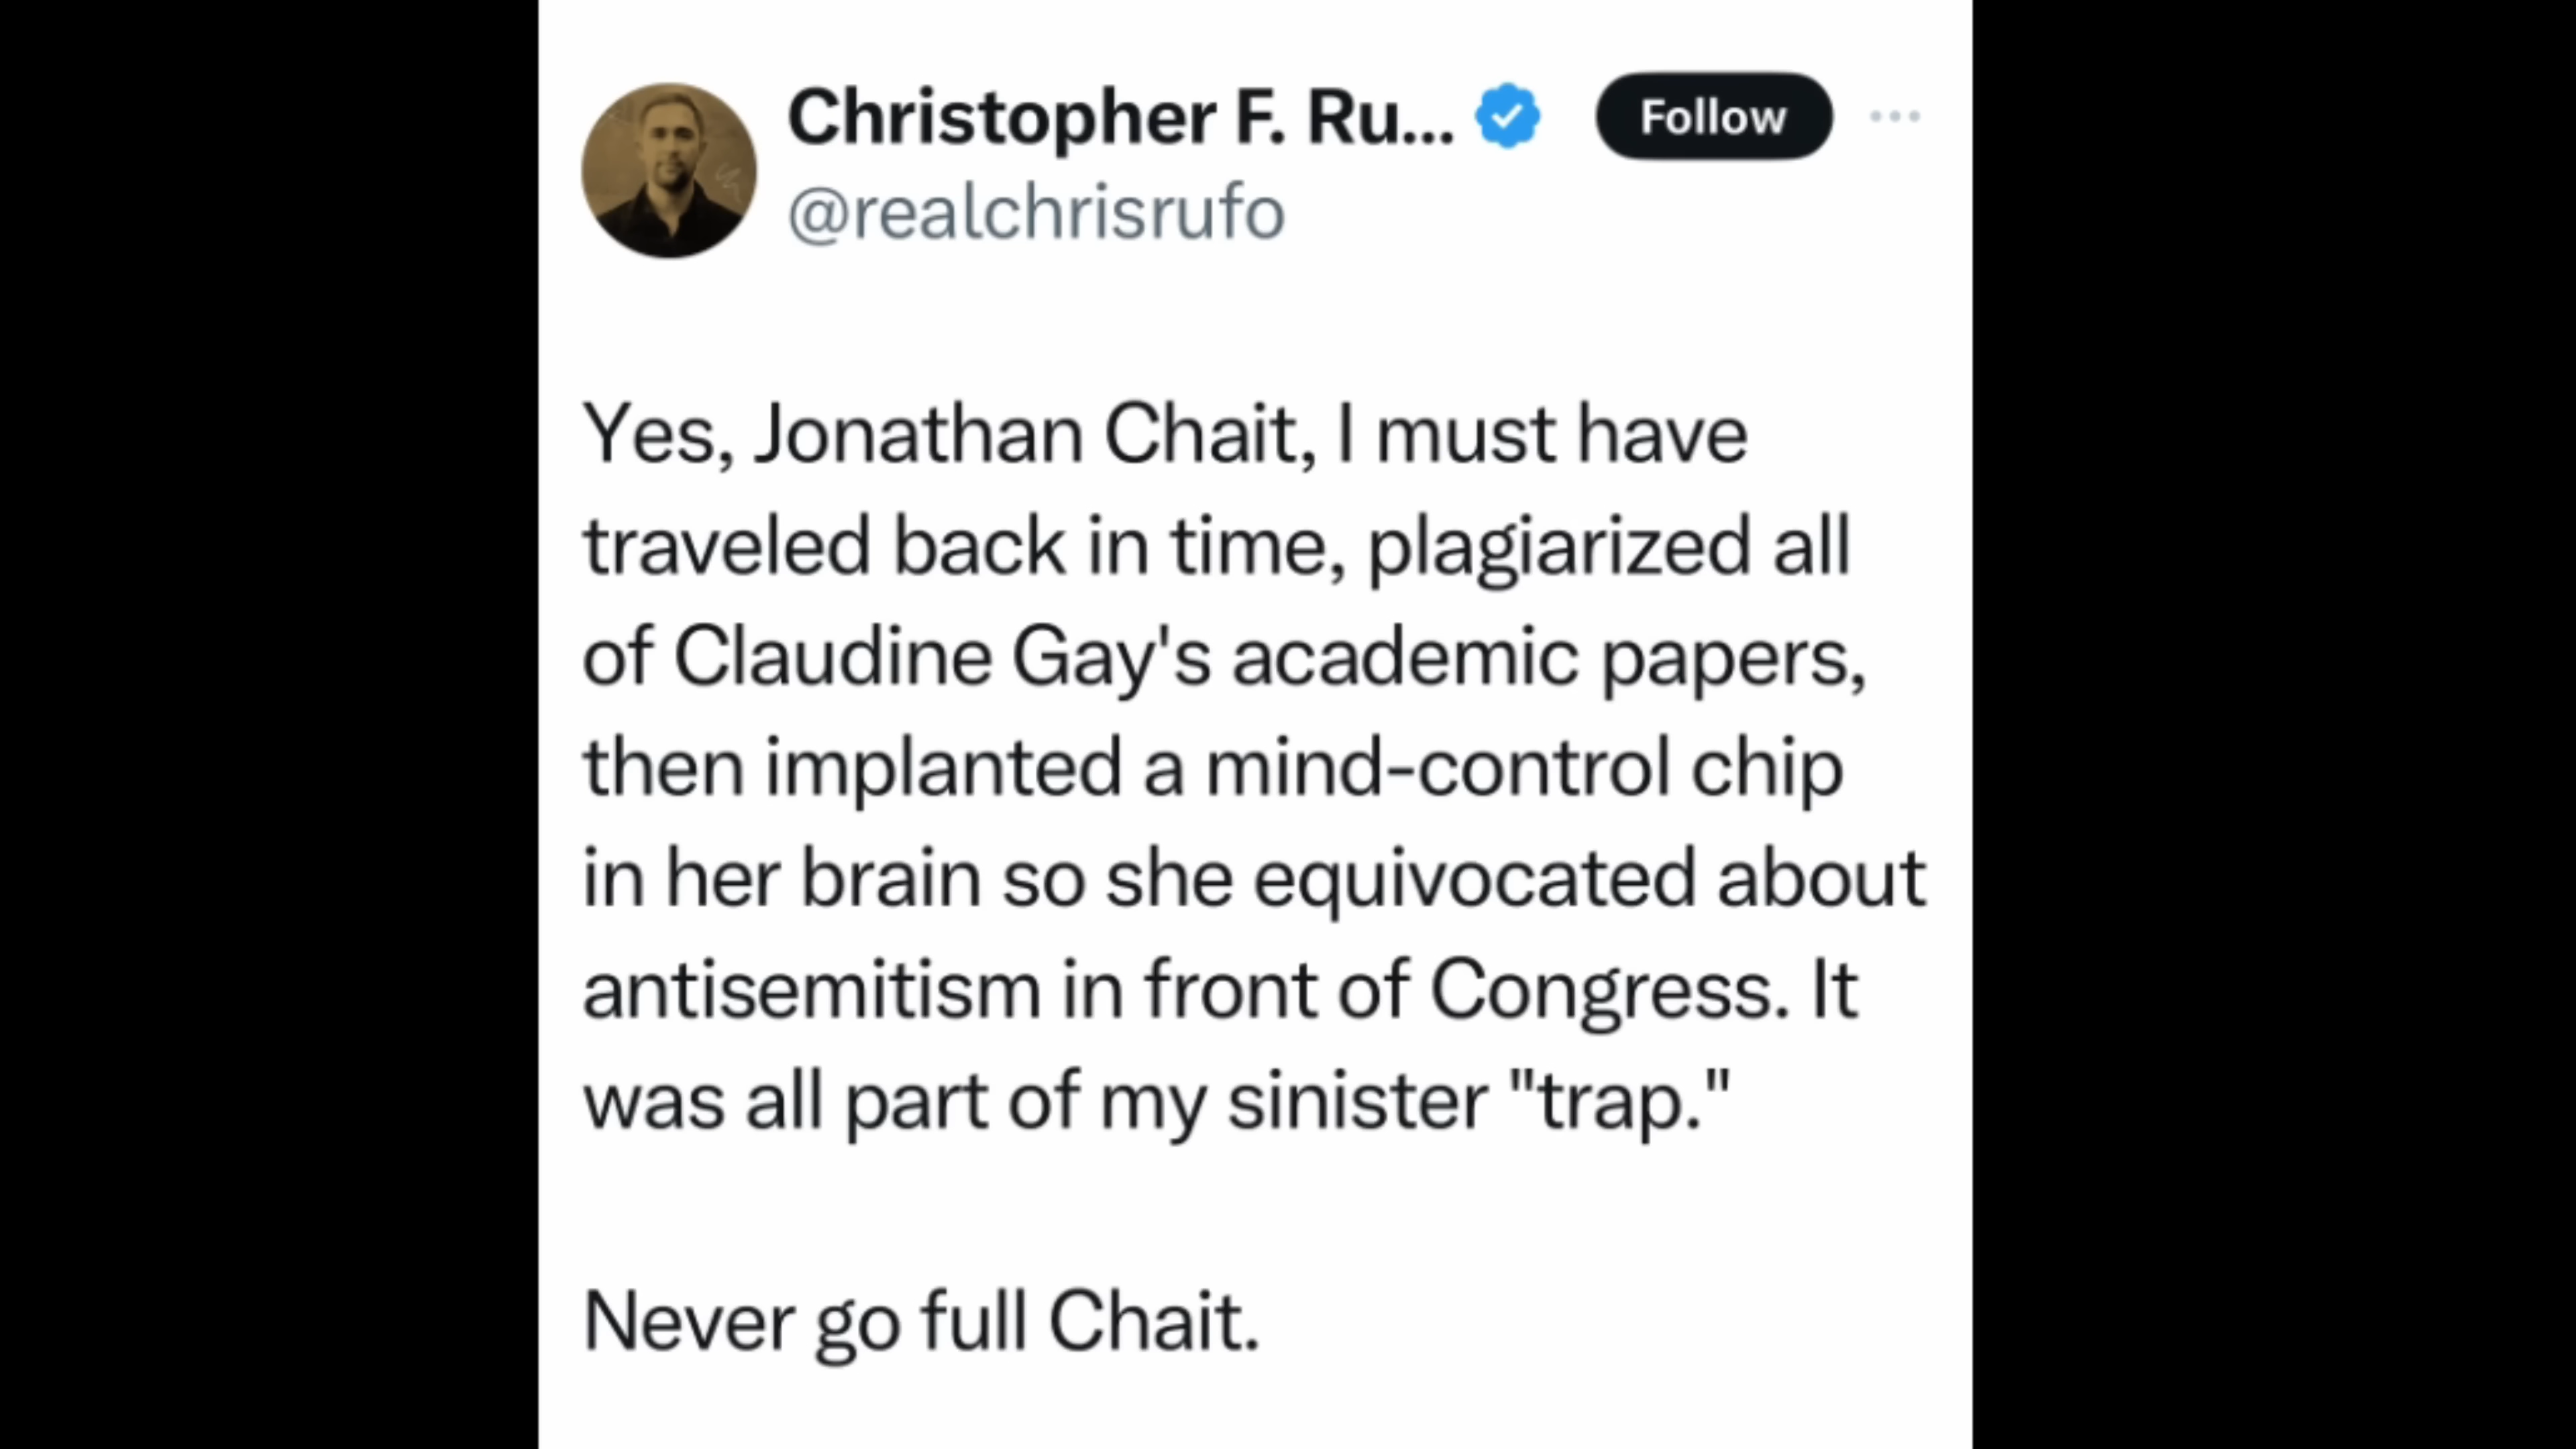 Christopher F. Ru...
Follow
@realchrisrufo
Yes, Jonathan Chait, I must have
traveled back in time, plagiarized all
of Claudine Gay's academic papers,
then implanted a mind-control chip
in her brain so she equivocated about
antisemitism in front of Congress. It
was all part of my sinister "trap."
Never go full Chait.